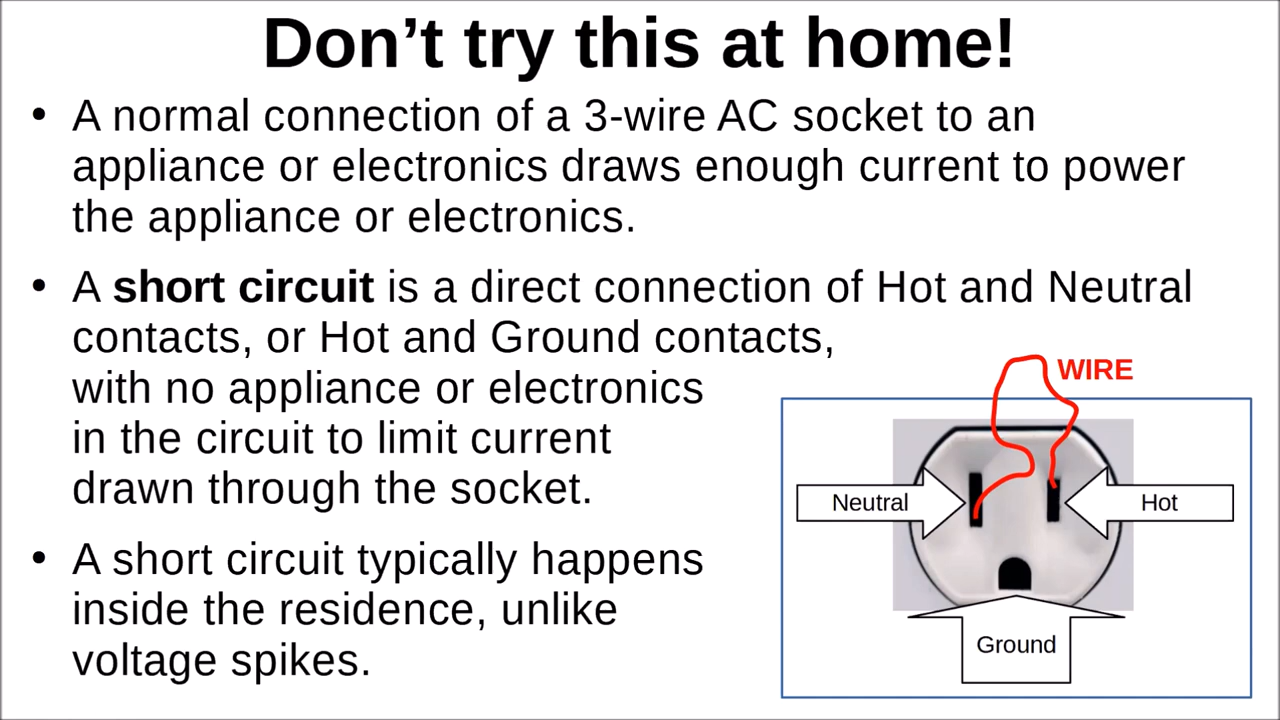 Don’t try this at home!
• A normal connection of a 3-wire AC socket to an
appliance or electronics draws enough current to power
the appliance or electronics.
• A short circuit is a direct connection of Hot and Neutral
contacts, or Hot and Ground contacts,
with no appliance or electronics
in the circuit to limit current
drawn through the socket.
• A short circuit typically happens
inside the residence, unlike
voltage spikes.
WIRE
Neutral
Hot
Ground